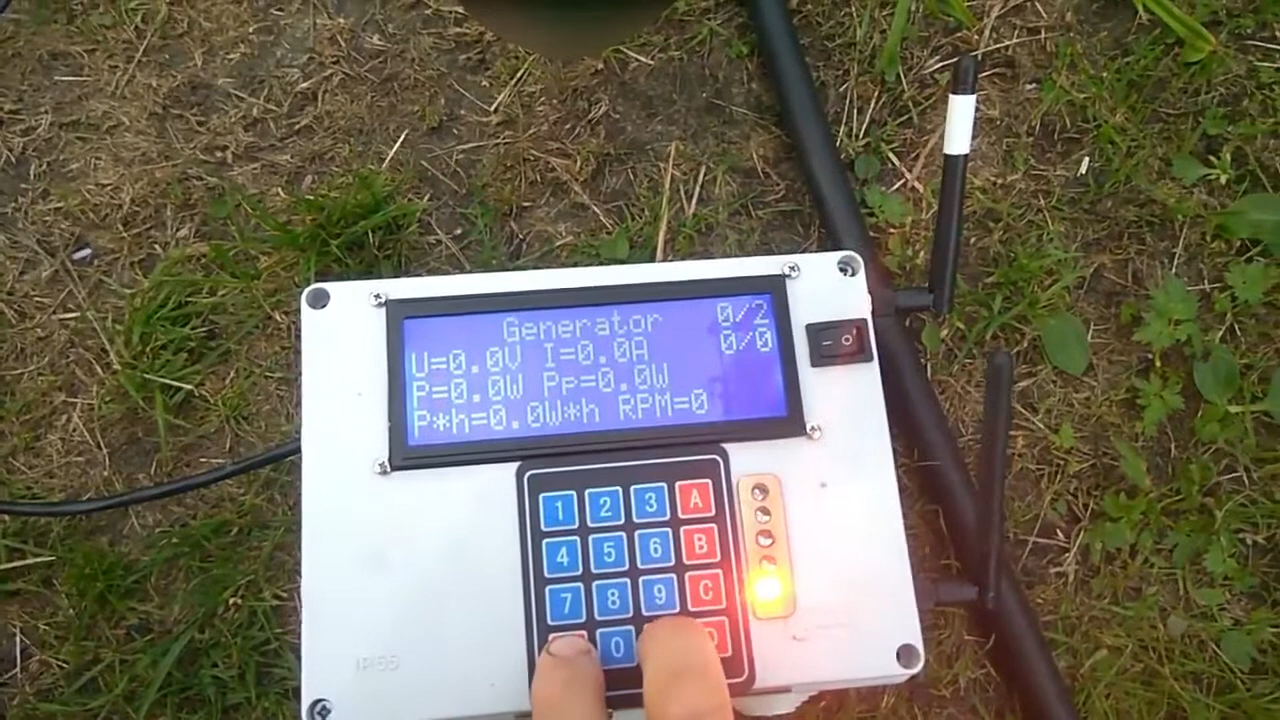 Generator 0/2
U=0.0V I=0.0A 0/0
P=0.0W Pp=0.0W
P*h=0.0W*h RPM=0
1 2 3 A
4 5 6 B
7 8 9 C
0 D
IP55
- O